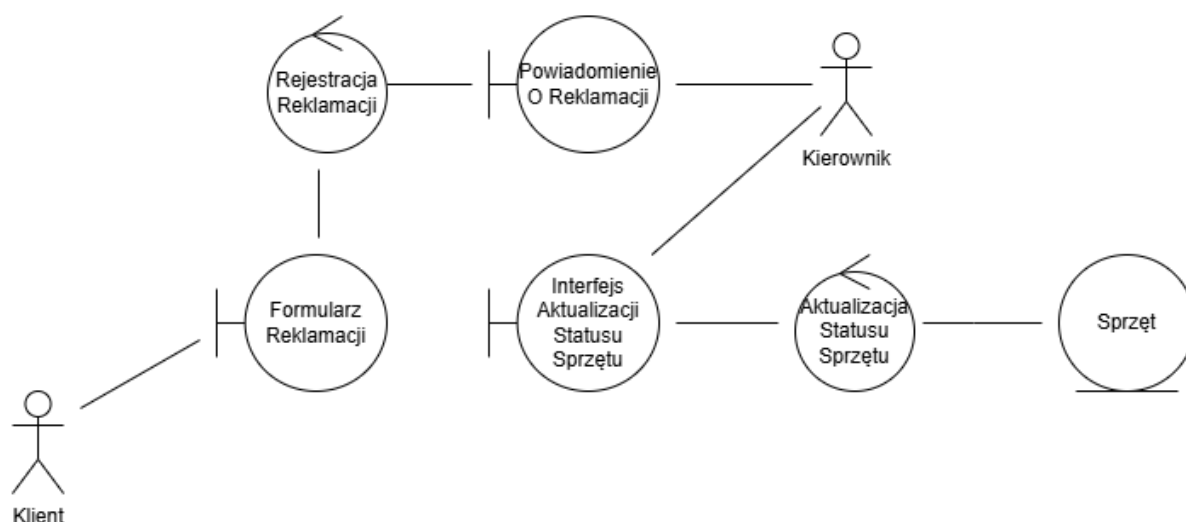 Rejestracja
Reklamacji
Powiadomienie
O Reklamacji
Kierownik
Formularz
Reklamacji
Interfejs
Aktualizacji
Statusu
Sprzętu
Aktualizacja
Statusu
Sprzętu
Sprzęt
Klient